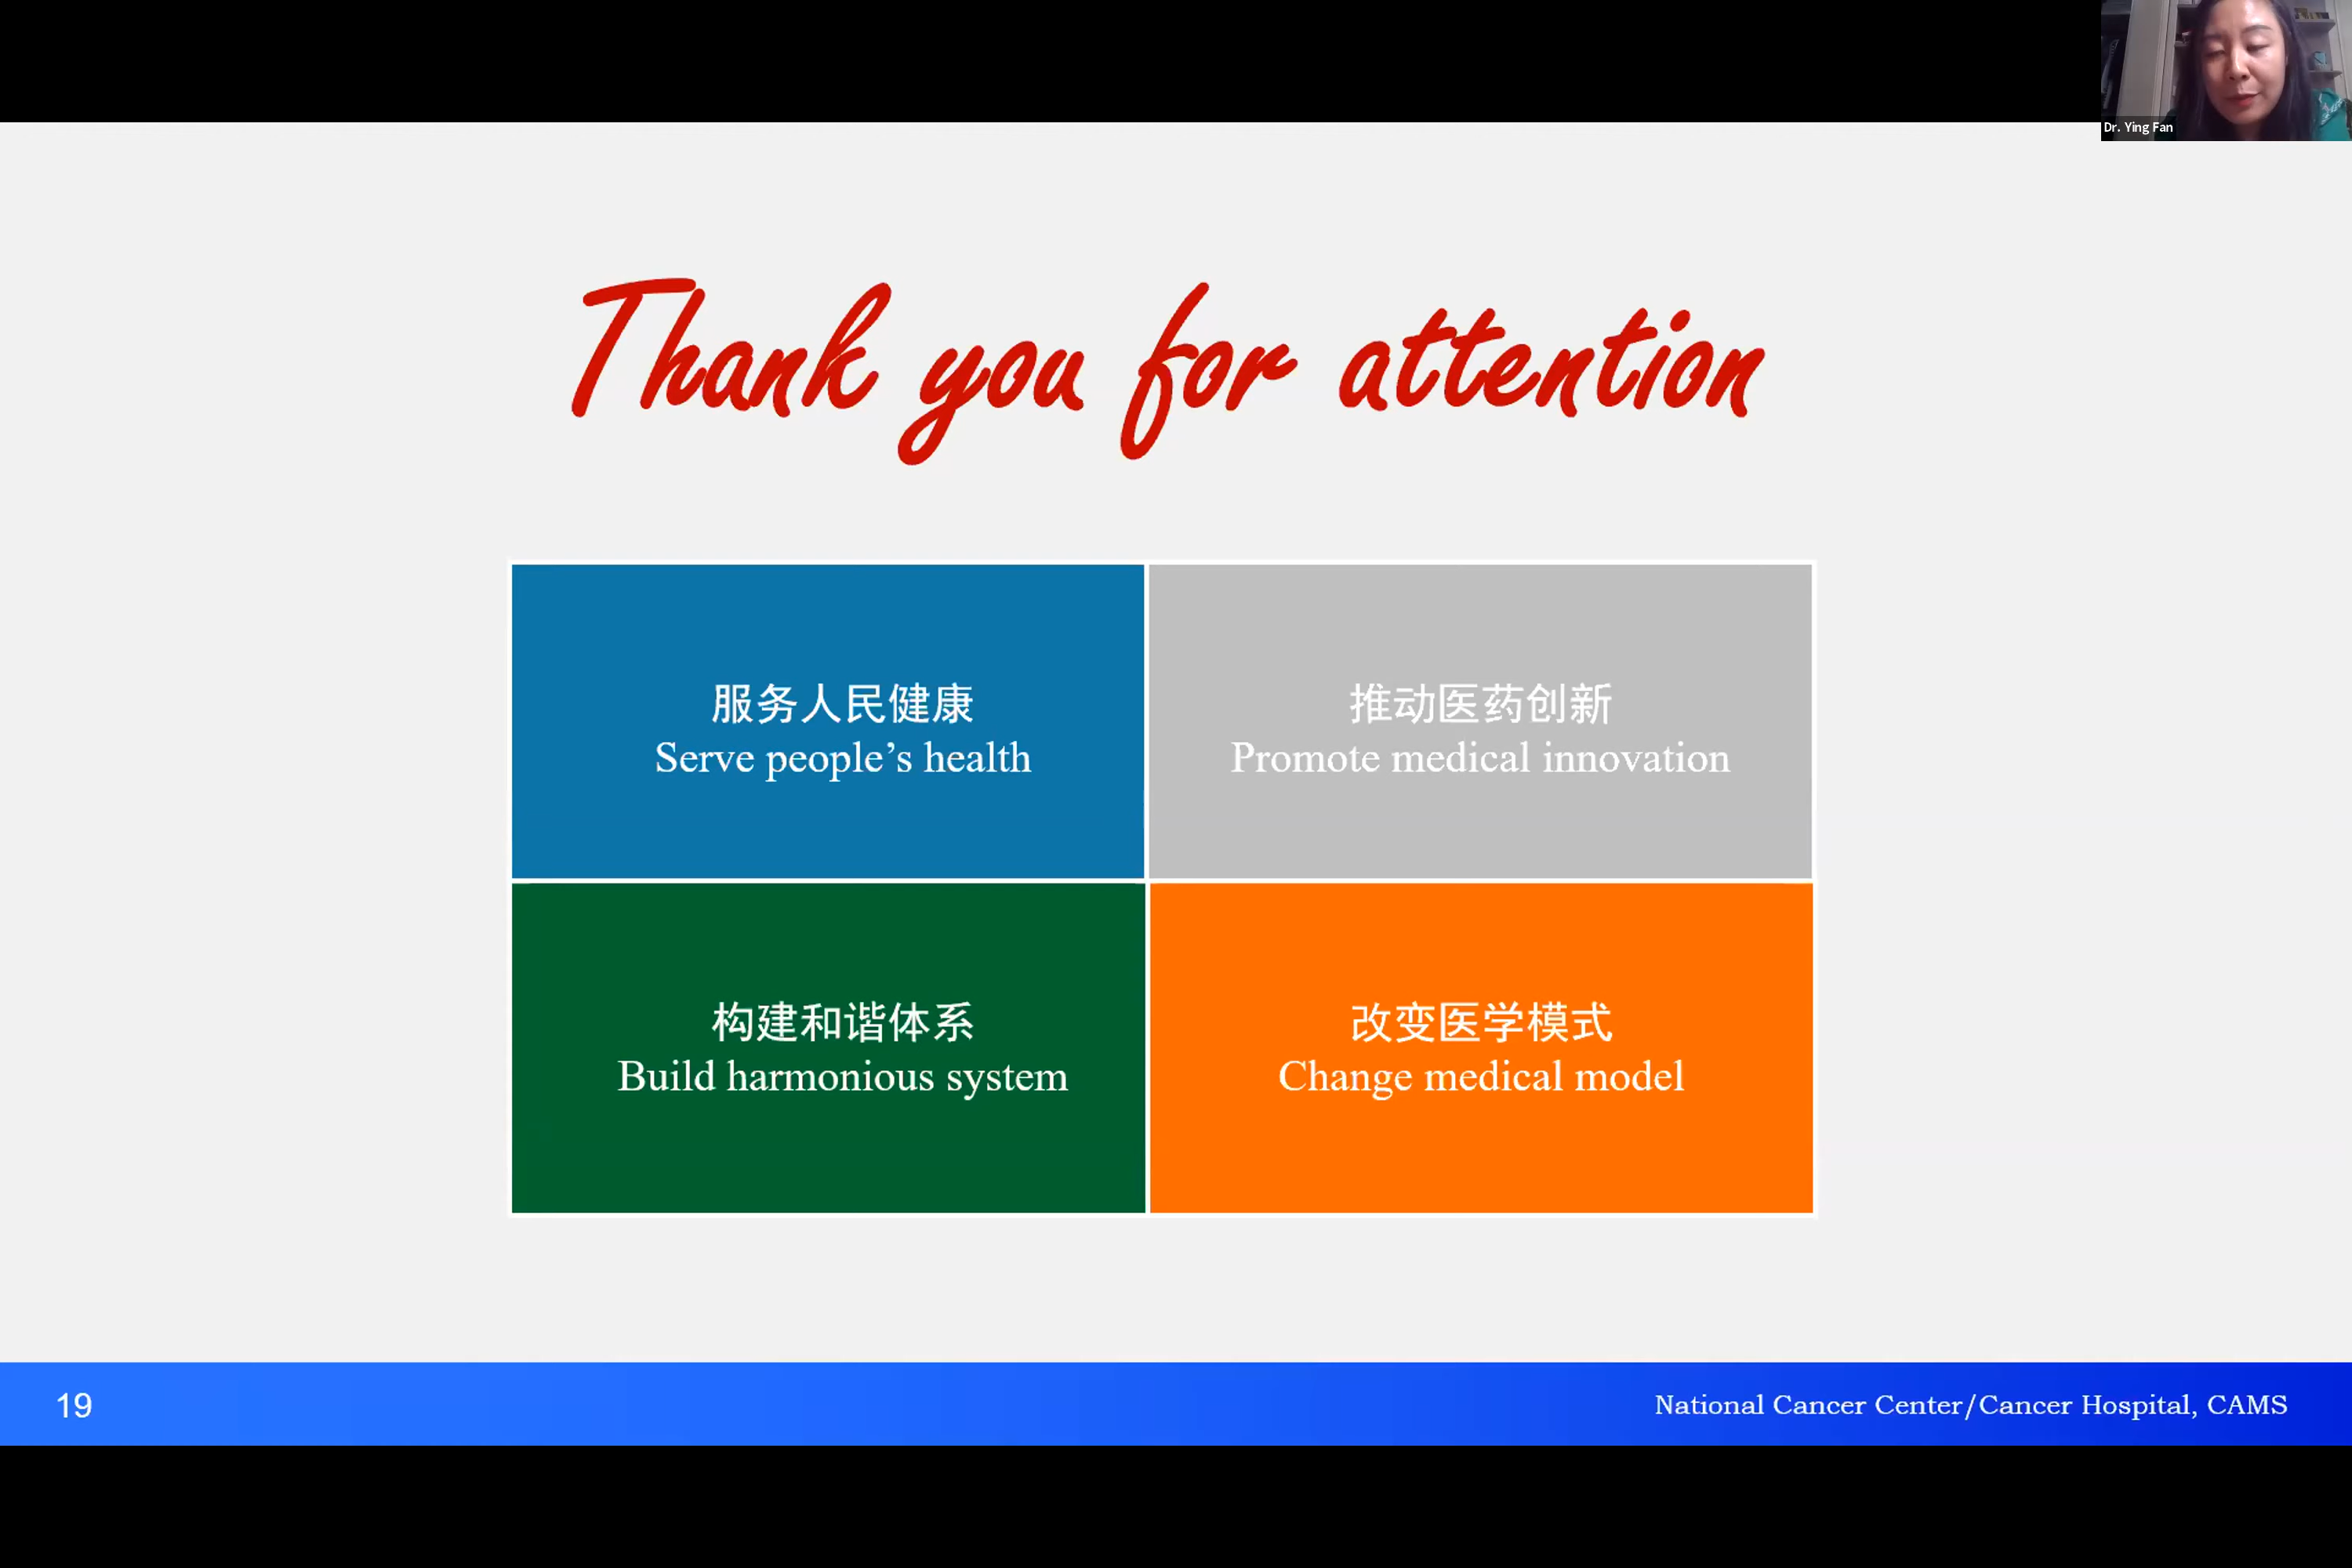 Dr. Ying Fan
Thank you for attention
服务人民健康
Serve people’s health
推动医药创新
Promote medical innovation
构建和谐体系
Build harmonious system
改变医学模式
Change medical model
19
National Cancer Center/Cancer Hospital, CAMS